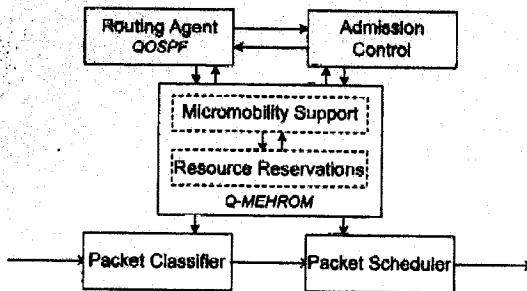 Routing Agent
QOSPF
Admission
Control
Micromobility Support
Resource Reservations
Q-MEHROM
Packet Classifier
Packet Scheduler